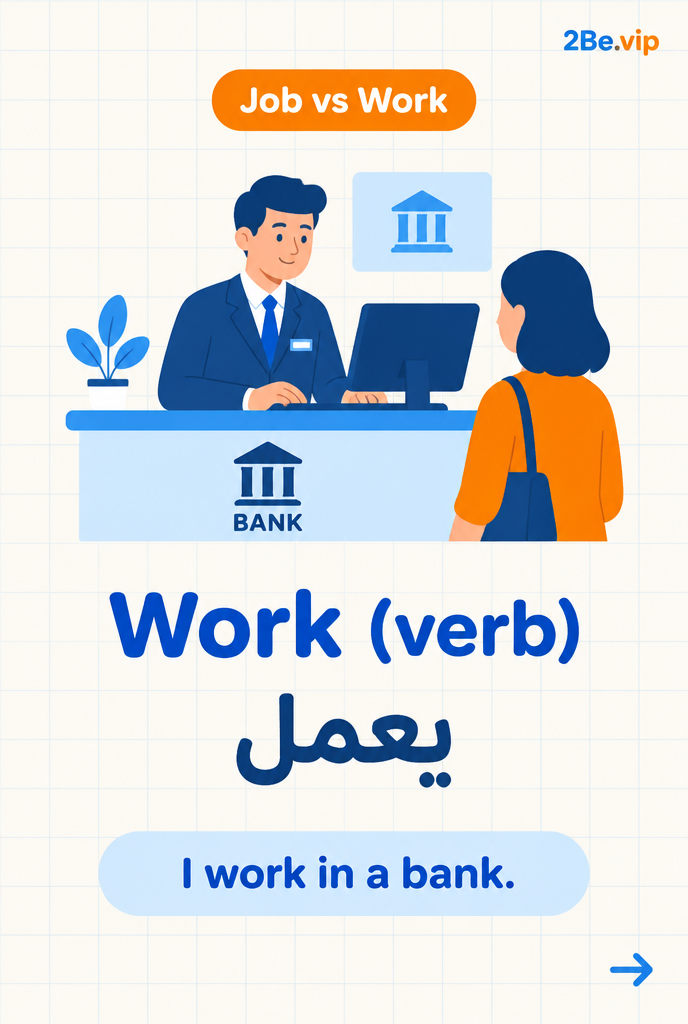 2Be.vip
Job vs Work
BANK
Work (verb)
يعمل
I work in a bank.